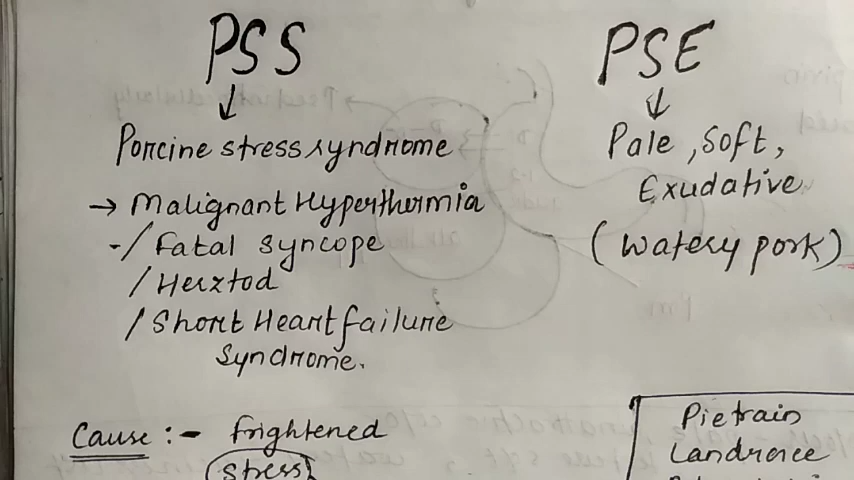 PSS
↓
Porcine stress syndrome
→ Malignant Hyperthermia
-/ Fatal Syncope
/ Herztod
/ Short Heart failure
Syndrome.
Cause :- frightened
Stress
PSE
↓
Pale, Soft,
Exudative
(Watery pork)
Pietrain
Landrence